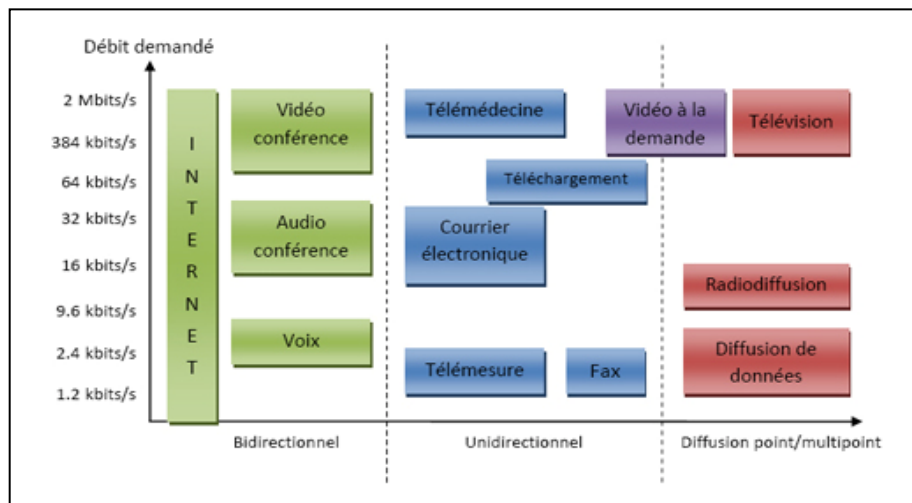 Débit demandé
2 Mbits/s
384 kbits/s
64 kbits/s
32 kbits/s
16 kbits/s
9.6 kbits/s
2.4 kbits/s
1.2 kbits/s
I
N
T
E
R
N
E
T
Vidéo
conférence
Audio
conférence
Voix
Télémédecine
Téléchargement
Courrier
électronique
Télémesure
Fax
Vidéo à la
demande
Télévision
Radiodiffusion
Diffusion de
données
Bidirectionnel
Unidirectionnel
Diffusion point/multipoint